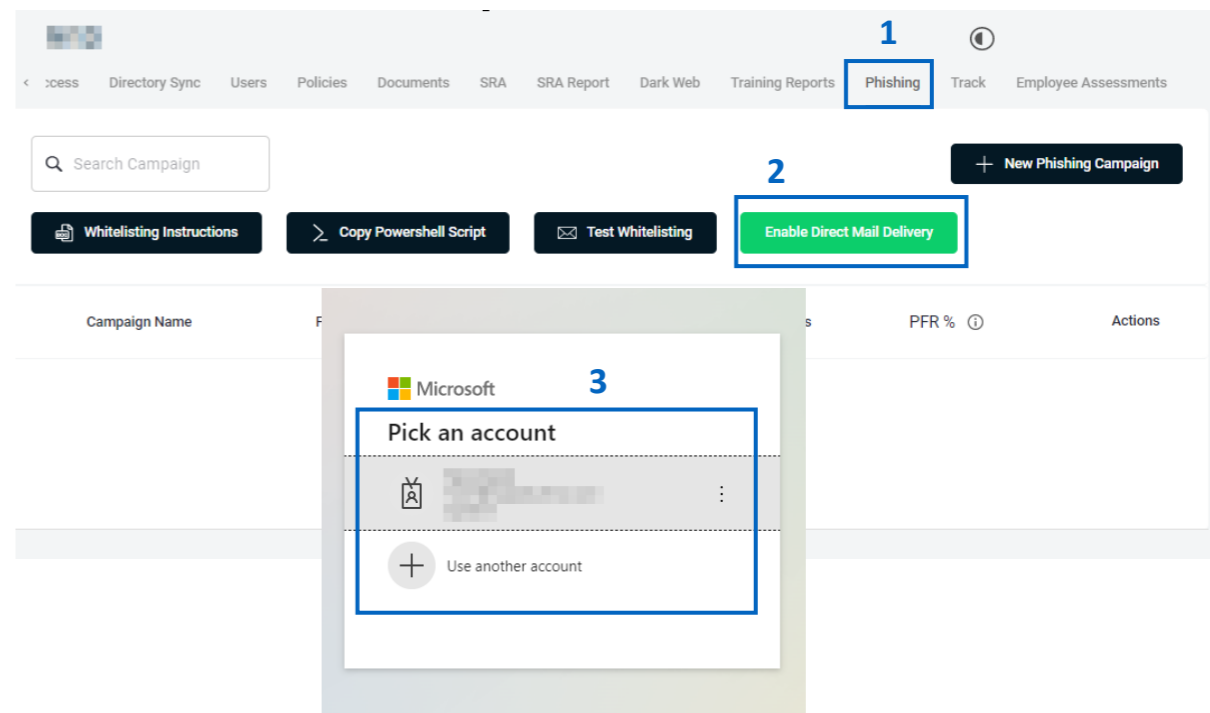 1
< Directory Sync Users Policies Documents SRA SRA Report Dark Web Training Reports Phishing Track Employee Assessments
Search Campaign
2
New Phishing Campaign
Whitelisting Instructions Copy Powershell Script Test Whitelisting Enable Direct Mail Delivery
Campaign Name PFR % Actions
Microsoft 3
Pick an account
Use another account